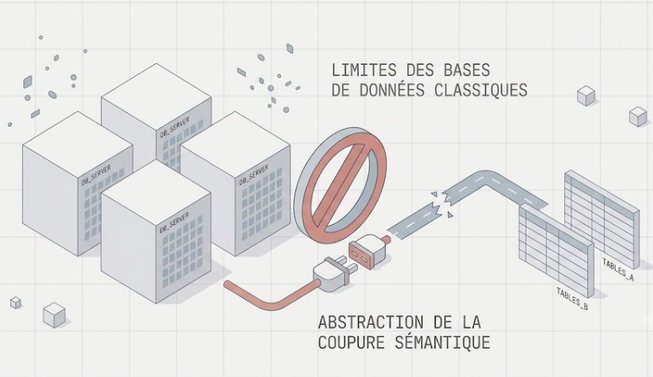 LIMITES DES BASES
DE DONNÉES CLASSIQUES
DB_SERVER
DB_SERVER
DB_SERVER
DB_SERVER
TABLES_A
TABLES_B
ABSTRACTION DE LA
COUPURE SÉMANTIQUE